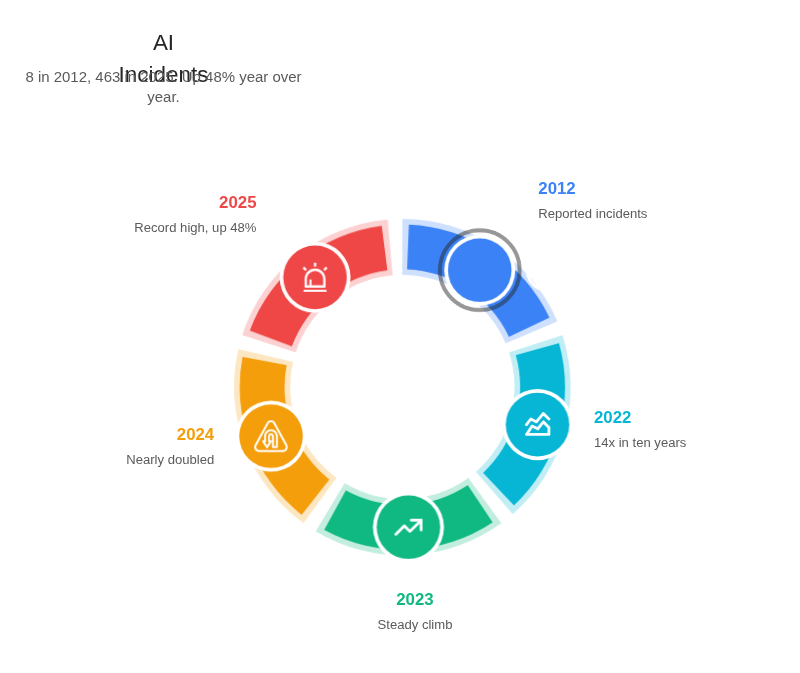 AI
Incidents
8 in 2012, 463 in 2025. Up 48% year over
year.
2012
Reported incidents
2025
Record high, up 48%
2022
14x in ten years
2024
Nearly doubled
2023
Steady climb